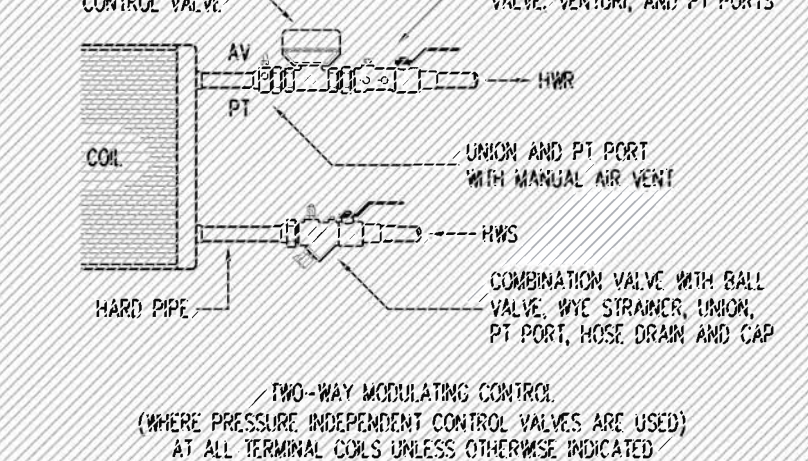 CONTROL VALVE
VALVE, VENTURI, AND PT PORTS
AV
HWR
PT
COIL
UNION AND PT PORT
WITH MANUAL AIR VENT
HWS
HARD PIPE
COMBINATION VALVE WITH BALL
VALVE, WYE STRAINER, UNION,
PT PORT, HOSE DRAIN AND CAP
TWO-WAY MODULATING CONTROL
(WHERE PRESSURE INDEPENDENT CONTROL VALVES ARE USED)
AT ALL TERMINAL COILS UNLESS OTHERWISE INDICATED